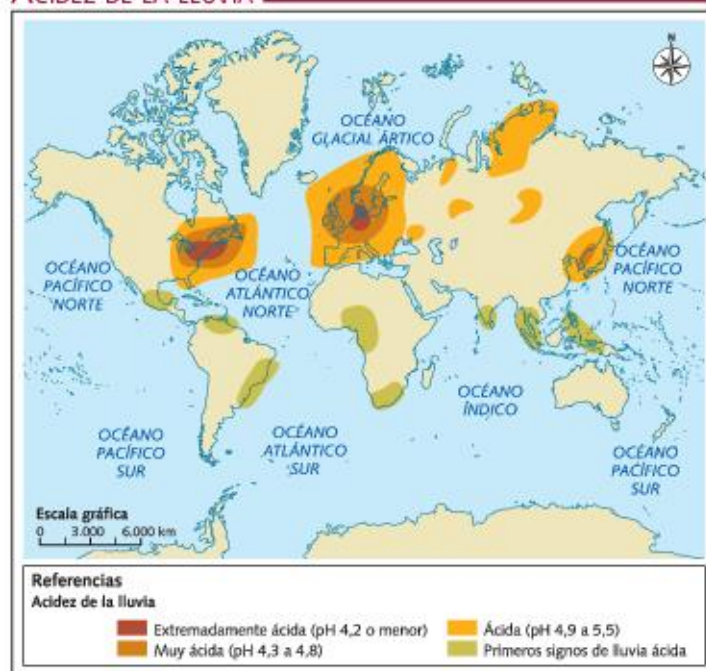 ACIDEZ DE LA LLUVIA
N
OCÉANO
GLACIAL ÁRTICO
OCÉANO
PACÍFICO
NORTE
OCÉANO
ATLÁNTICO
NORTE
OCÉANO
PACÍFICO
NORTE
OCÉANO
ÍNDICO
OCÉANO
PACÍFICO
SUR
OCÉANO
ATLÁNTICO
SUR
OCÉANO
PACÍFICO
SUR
Escala gráfica
0 3.000 6.000 km
Referencias
Acidez de la lluvia
Extremadamente ácida (pH 4,2 o menor)
Muy ácida (pH 4,3 a 4,8)
Ácida (pH 4,9 a 5,5)
Primeros signos de lluvia ácida